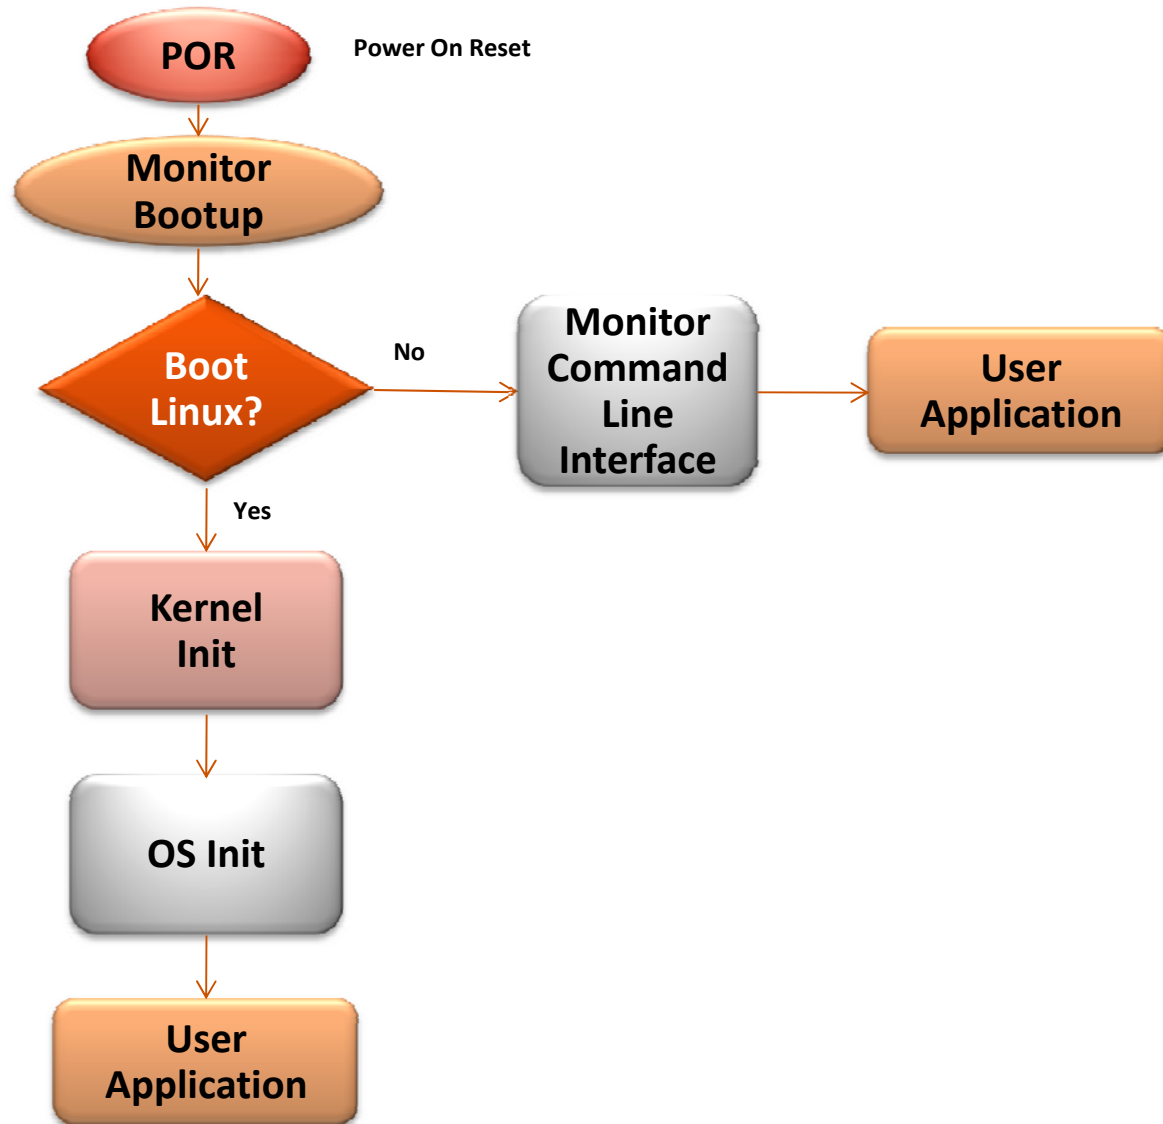 POR
Power On Reset
Monitor
Bootup
Boot
Linux?
No
Monitor
Command
Line
Interface
User
Application
Yes
Kernel
Init
OS Init
User
Application